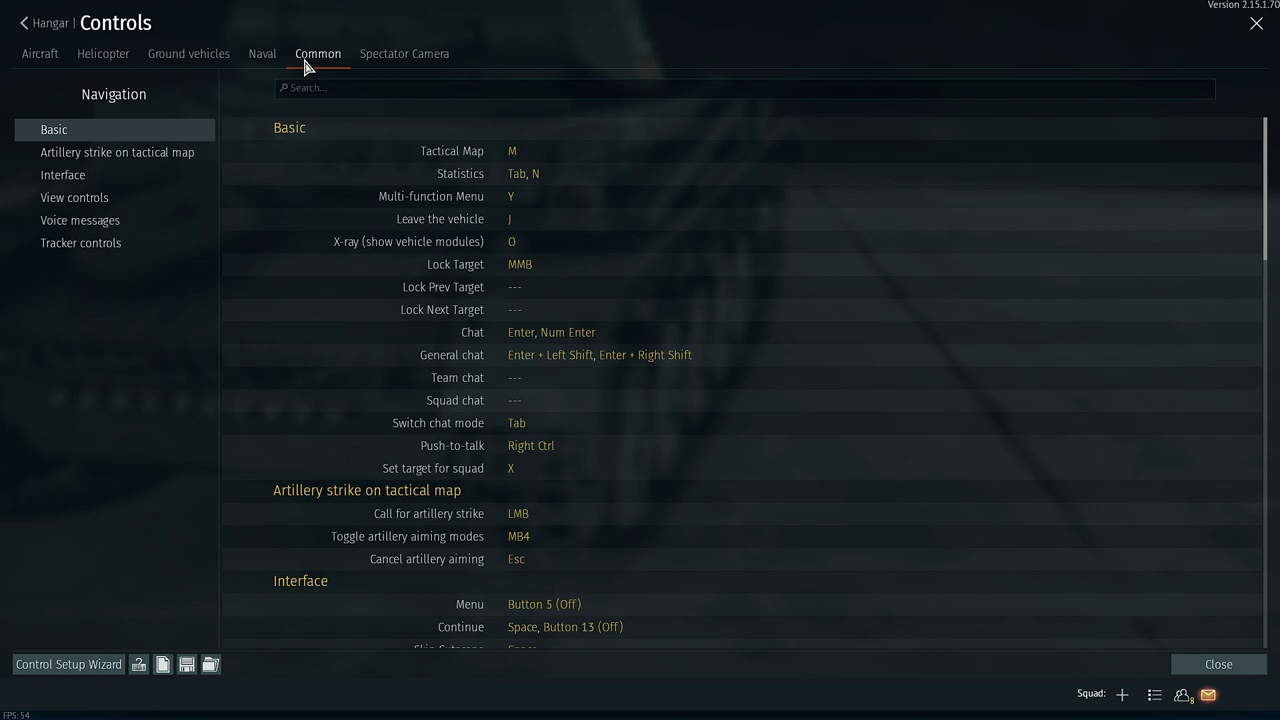 Version 2.15.1.70
Hangar | Controls
Aircraft Helicopter Ground vehicles Naval Common Spectator Camera
Navigation
Basic
Artillery strike on tactical map
Interface
View controls
Voice messages
Tracker controls
Search...
Basic
Tactical Map M
Statistics Tab, N
Multi-function Menu Y
Leave the vehicle J
X-ray (show vehicle modules) O
Lock Target MMB
Lock Prev Target ---
Lock Next Target ---
Chat Enter, Num Enter
General chat Enter + Left Shift, Enter + Right Shift
Team chat ---
Squad chat ---
Switch chat mode Tab
Push-to-talk Right Ctrl
Set target for squad X
Artillery strike on tactical map
Call for artillery strike LMB
Toggle artillery aiming modes MB4
Cancel artillery aiming Esc
Interface
Menu Button 5 (Off)
Continue Space, Button 13 (Off)
Skip Cutscene Space
Control Setup Wizard
Close
Squad:
8
FPS: 54